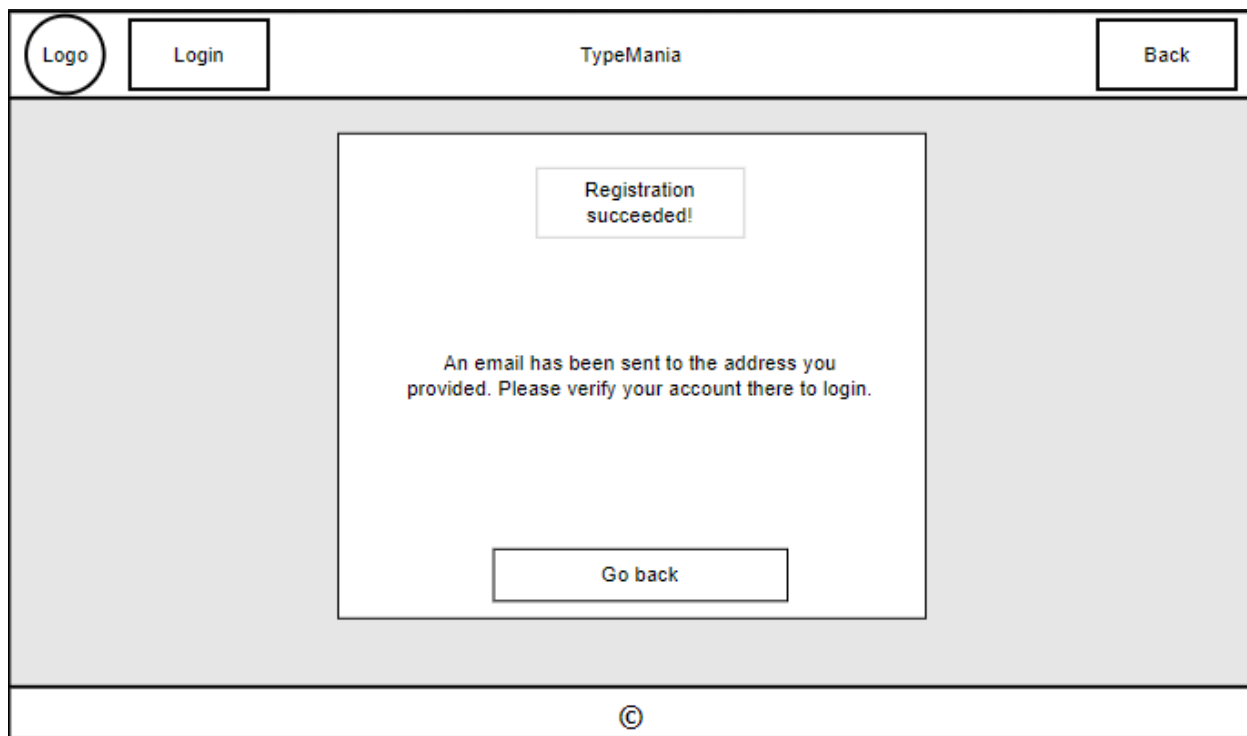 Logo
Login
TypeMania
Back
Registration
succeeded!
An email has been sent to the address you
provided. Please verify your account there to login.
Go back
©